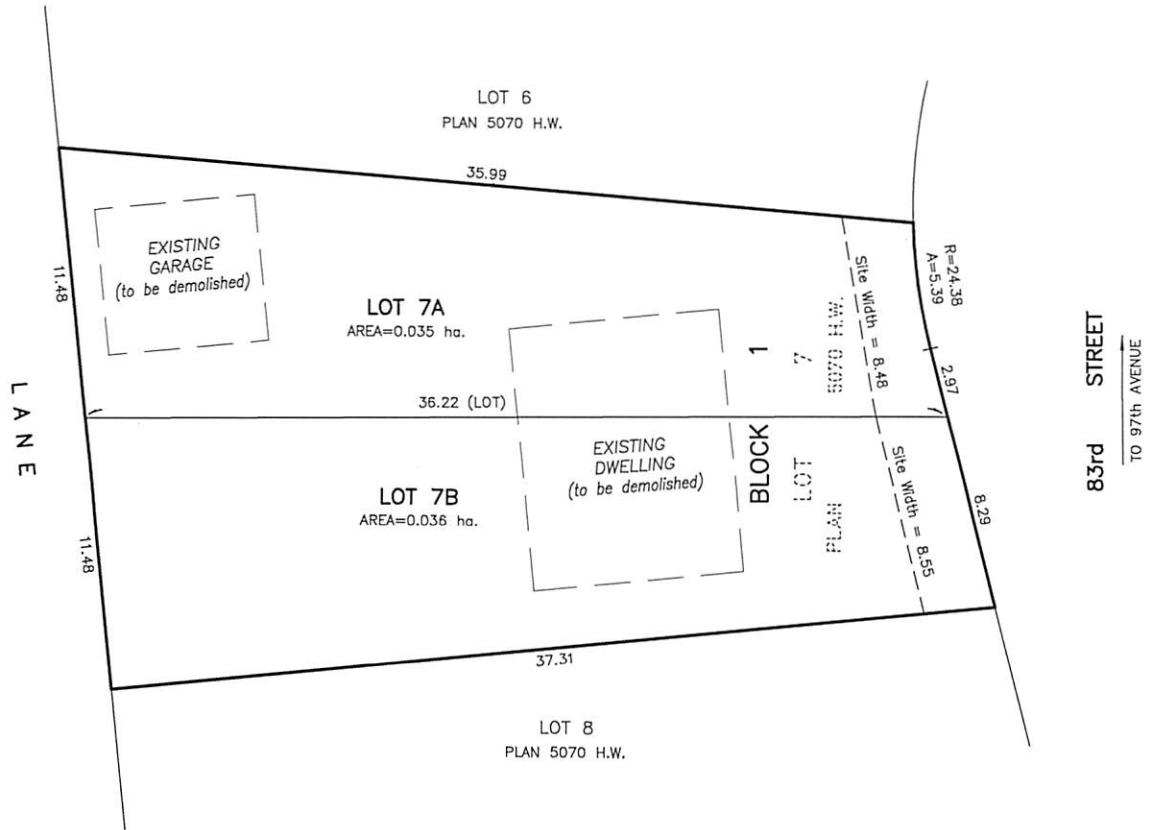 LOT 6
PLAN 5070 H.W.
35.99
EXISTING
GARAGE
(to be demolished)
11.48
LOT 7A
AREA=0.035 ha.
Site Width = 8.48
R=24.38
A=5.39
2.97
83rd STREET
TO 97th AVENUE
LANE
36.22 (LOT)
BLOCK 1
LOT 7
PLAN 5070 H.W.
EXISTING
DWELLING
(to be demolished)
LOT 7B
AREA=0.036 ha.
11.48
Site Width = 8.55
8.29
37.31
LOT 8
PLAN 5070 H.W.